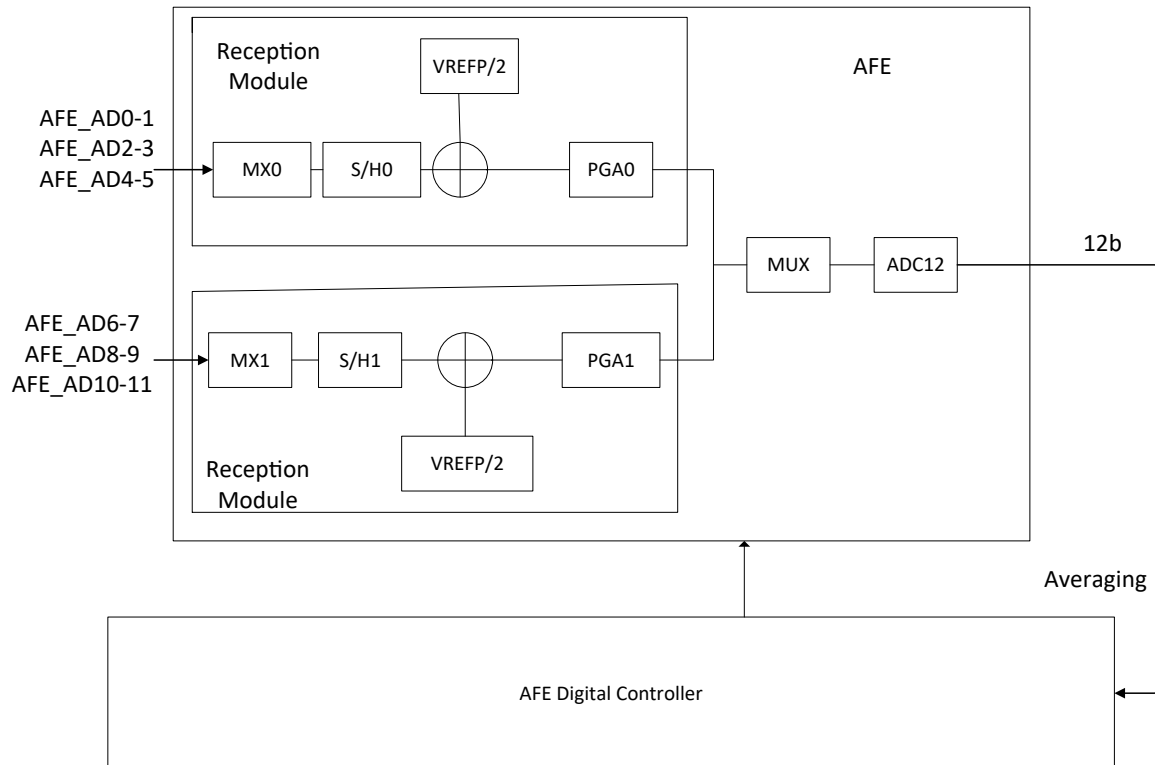 Reception
Module
VREFP/2
AFE
AFE_AD0-1
AFE_AD2-3
AFE_AD4-5
MX0
S/H0
PGA0
MUX
ADC12
12b
AFE_AD6-7
AFE_AD8-9
AFE_AD10-11
MX1
S/H1
PGA1
VREFP/2
Reception
Module
Averaging
AFE Digital Controller